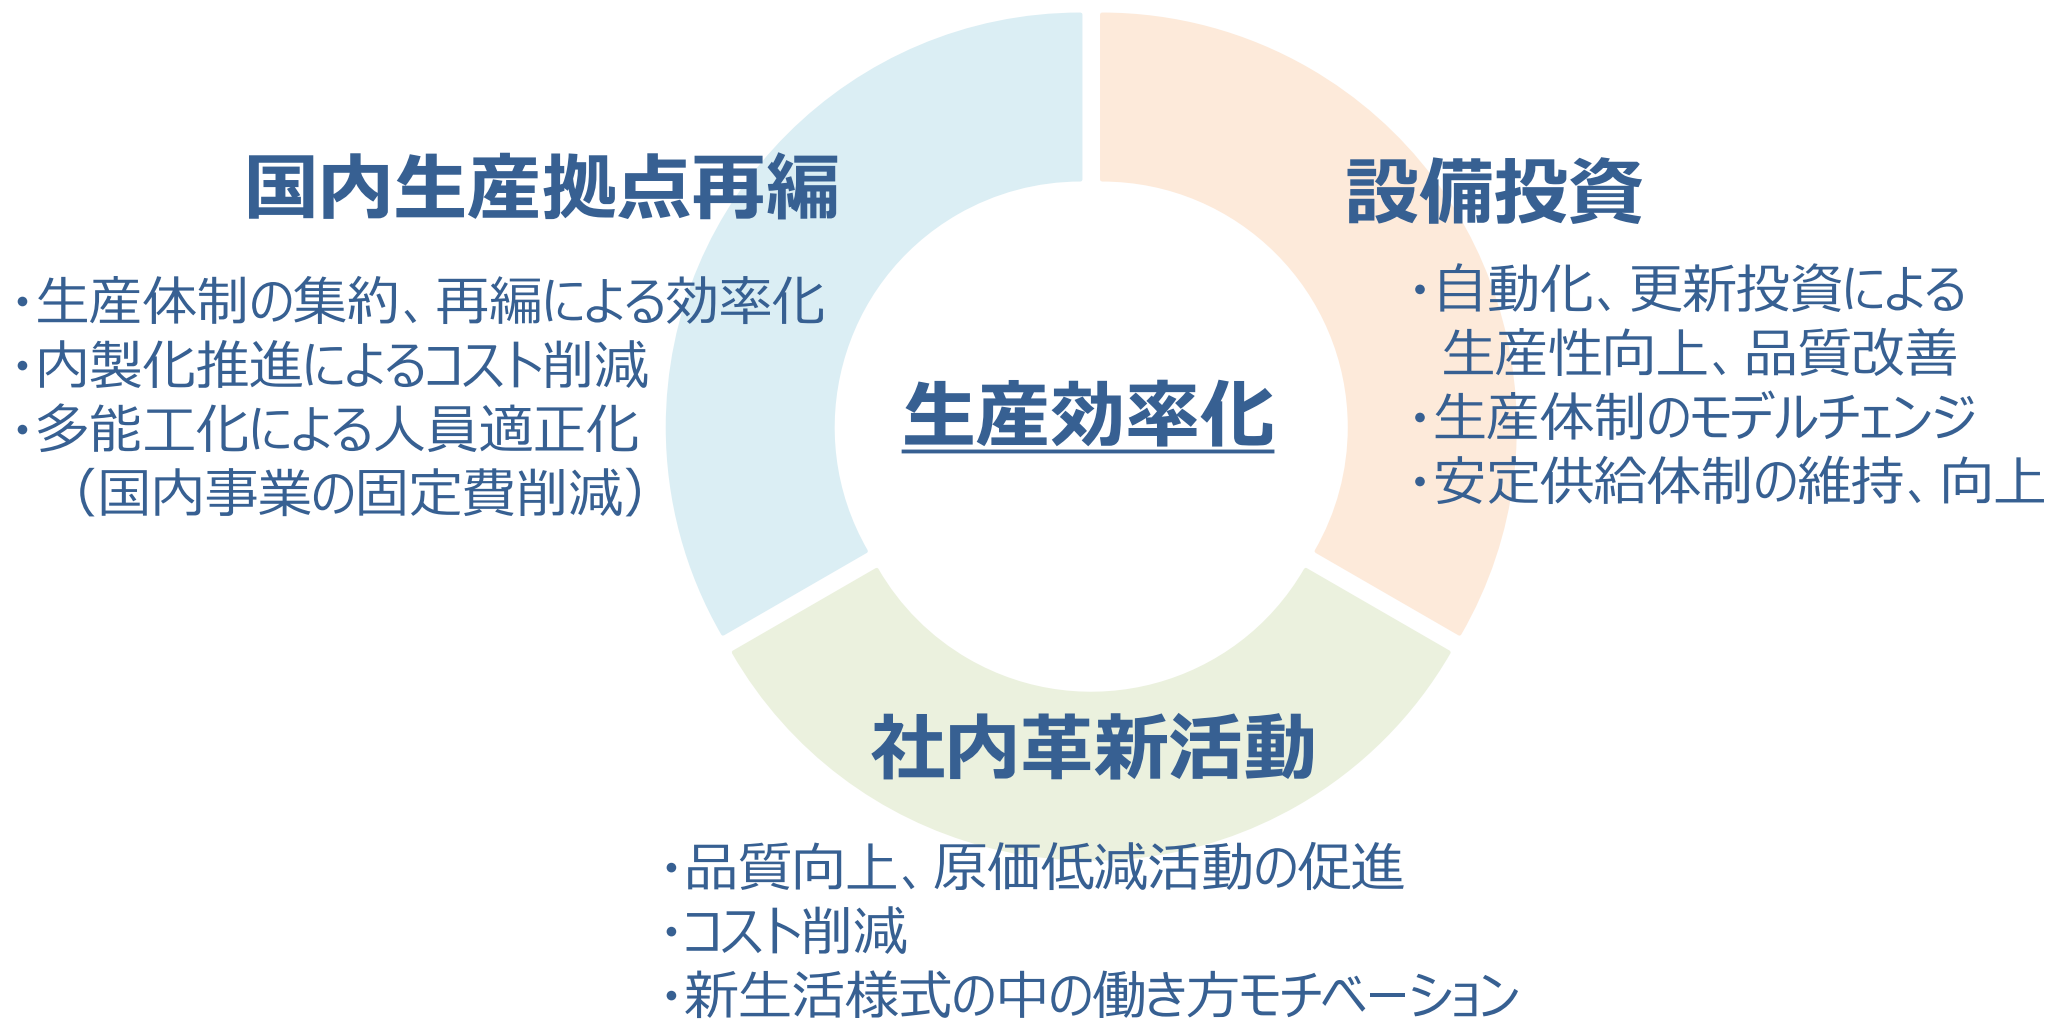 国内生産拠点再編
・生産体制の集約、再編による効率化
・内製化推進によるコスト削減
・多能工化による人員適正化
（国内事業の固定費削減）
設備投資
・自動化、更新投資による
生産性向上、品質改善
・生産体制のモデルチェンジ
・安定供給体制の維持、向上
生産効率化
社内革新活動
・品質向上、原価低減活動の促進
・コスト削減
・新生活様式の中の働き方モチベーション